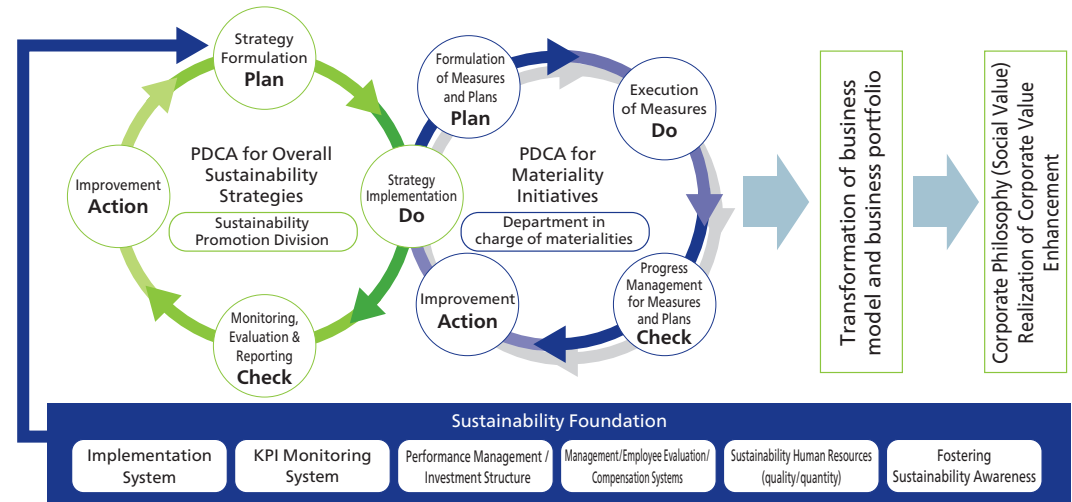 Strategy
Formulation
Plan
Improvement
Action
PDCA for Overall
Sustainability
Strategies
Sustainability
Promotion Division
Strategy
Implementation
Do
Monitoring,
Evaluation &
Reporting
Check
Formulation
of Measures
and Plans
Plan
Execution
of Measures
Do
PDCA for
Materiality
Initiatives
Department in
charge of materialities
Improvement
Action
Progress
Management
for Measures
and Plans
Check
Transformation of business
model and business portfolio
Corporate Philosophy (Social Value)
Realization of Corporate Value
Enhancement
Sustainability Foundation
Implementation
System
KPI Monitoring
System
Performance Management /
Investment Structure
Management/Employee Evaluation/
Compensation Systems
Sustainability Human Resources
(quality/quantity)
Fostering
Sustainability Awareness